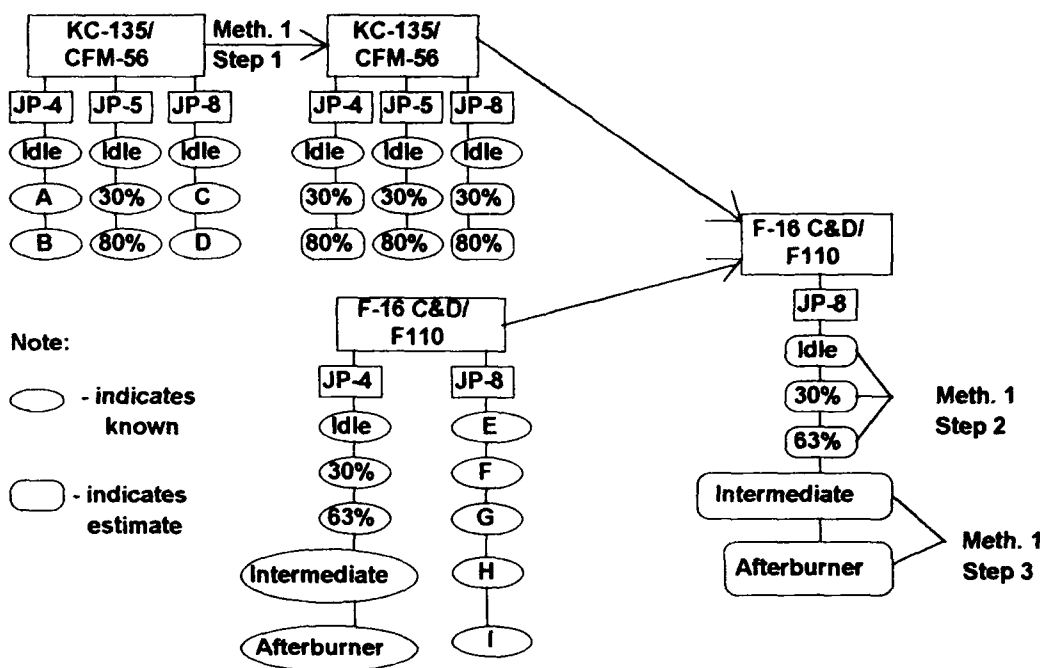 KC-135/
CFM-56
Meth. 1
Step 1
KC-135/
CFM-56
JP-4 JP-5 JP-8
JP-4 JP-5 JP-8
Idle Idle Idle
Idle Idle Idle
A 30% C
30% 30% 30%
B 80% D
80% 80% 80%
F-16 C&D/
F110
JP-4 JP-8
Idle E
30% F
63% G
Intermediate H
Afterburner I
Note:
- indicates
known
- indicates
estimate
F-16 C&D/
F110
JP-8
Idle
30%
63%
Meth. 1
Step 2
Intermediate
Afterburner
Meth. 1
Step 3